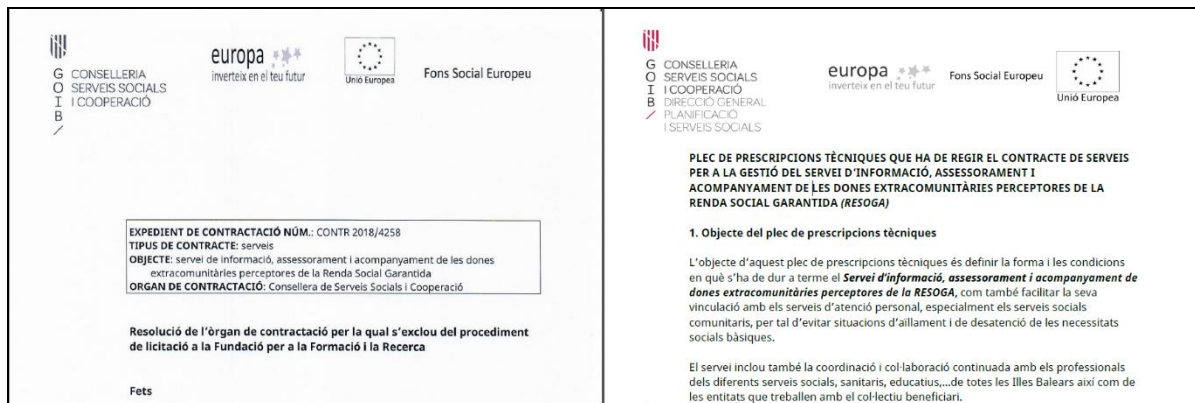 G CONSELLERIA
O SERVEIS SOCIALS
I I COOPERACIÓ
B
/
europa
inverteix en el teu futur
Unió Europea
Fons Social Europeu
EXPEDIENT DE CONTRACTACIÓ NÚM.: CONTR 2018/4258
TIPUS DE CONTRACTE: serveis
OBJECTE: servei de informació, assessorament i acompanyament de les dones
extracomunitàries perceptores de la Renda Social Garantida
ORGAN DE CONTRACTACIÓ: Consellera de Serveis Socials i Cooperació
Resolució de l'òrgan de contractació per la qual s'exclou del procediment
de licitació a la Fundació per a la Formació i la Recerca
Fets
G CONSELLERIA
O SERVEIS SOCIALS
I I COOPERACIÓ
B DIRECCIÓ GENERAL
/ PLANIFICACIÓ
I SERVEIS SOCIALS
europa
inverteix en el teu futur
Fons Social Europeu
Unió Europea
PLEC DE PRESCRIPCIONS TÈCNIQUES QUE HA DE REGIR EL CONTRACTE DE SERVEIS
PER A LA GESTIÓ DEL SERVEI D'INFORMACIÓ, ASSESSORAMENT I
ACOMPANYAMENT DE LES DONES EXTRACOMUNITÀRIES PERCEPTORES DE LA
RENDA SOCIAL GARANTIDA (RESOGA)
1. Objecte del plec de prescripcions tècniques
L'objecte d'aquest plec de prescripcions tècniques és definir la forma i les condicions
en què s'ha de dur a terme el Servei d'informació, assessorament i acompanyament de
dones extracomunitàries perceptores de la RESOGA, com també facilitar la seva
vinculació amb els serveis d'atenció personal, especialment els serveis socials
comunitaris, per tal d'evitar situacions d'aïllament i de desatenció de les necessitats
socials bàsiques.
El servei inclou també la coordinació i col·laboració continuada amb els professionals
dels diferents serveis socials, sanitaris, educatius,...de totes les Illes Balears així com de
les entitats que treballen amb el col·lectiu beneficiari.